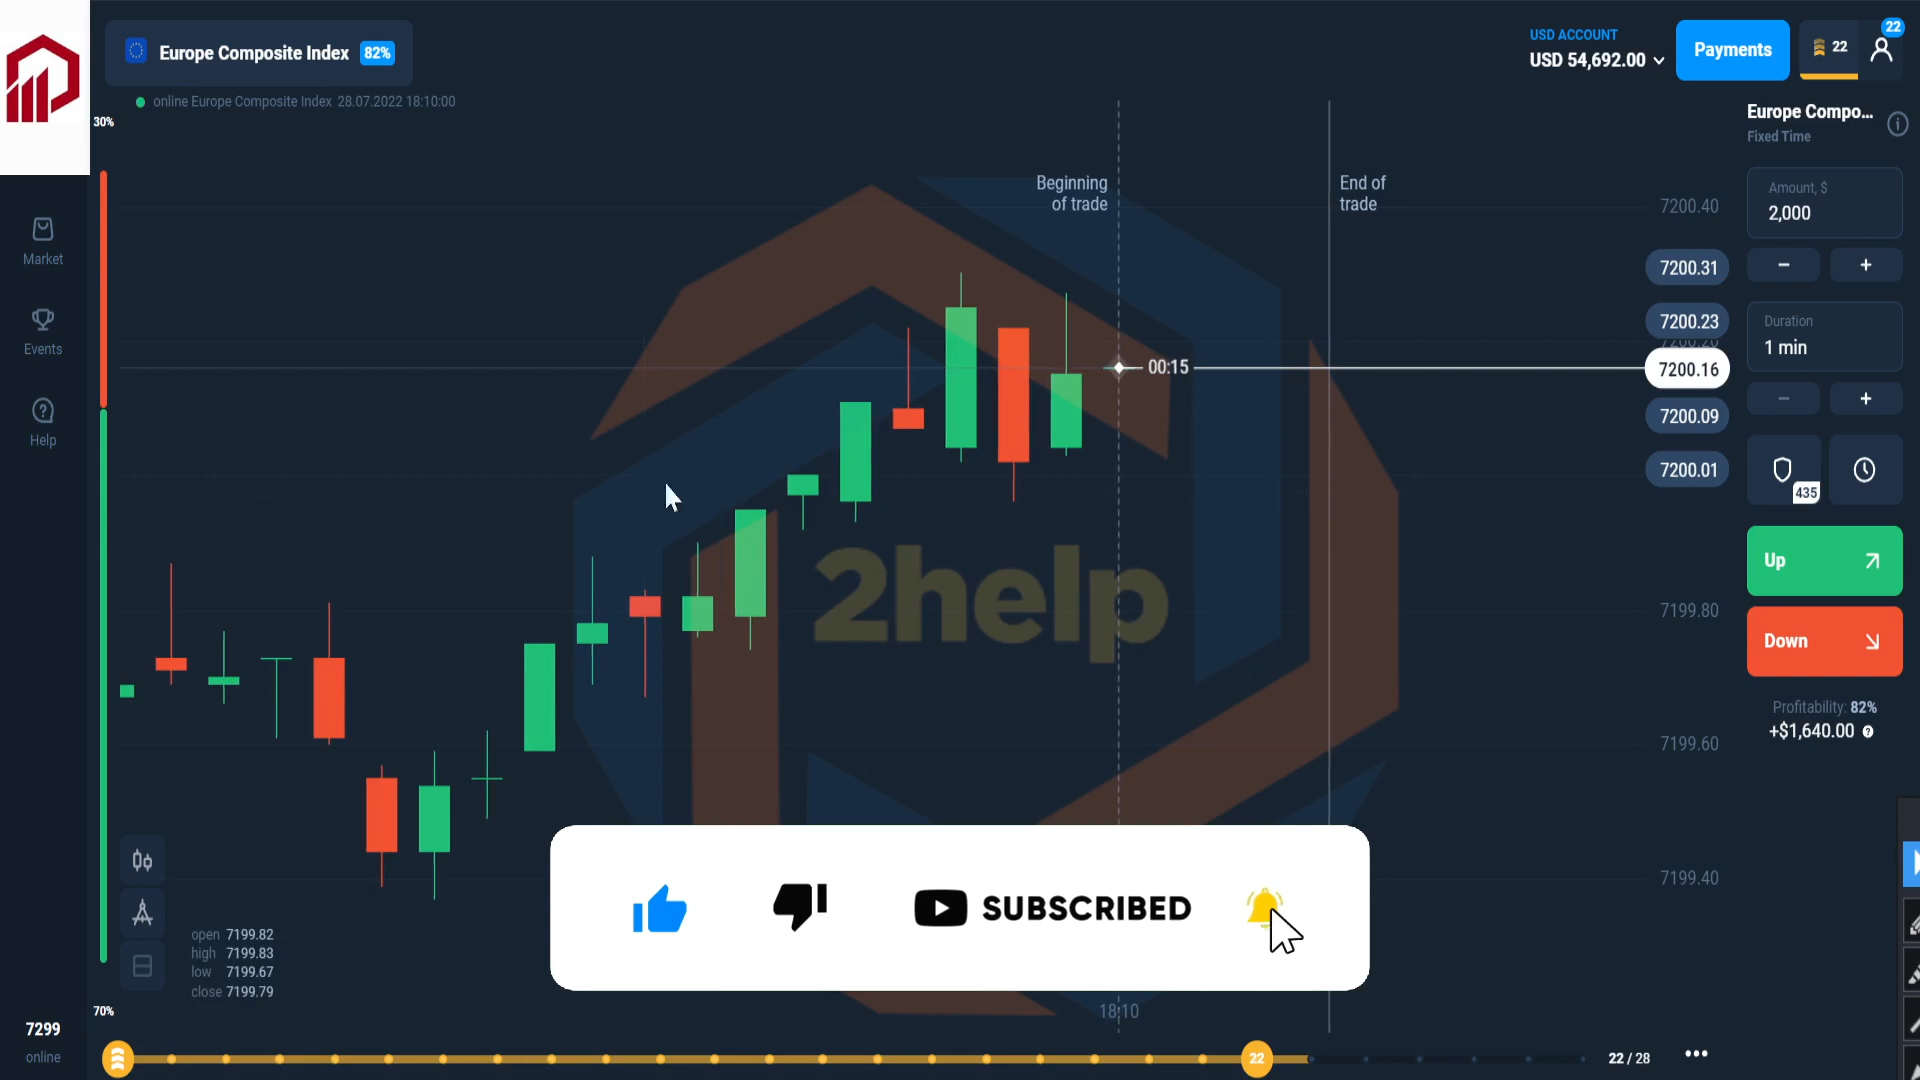 Europe Composite Index 82%
online Europe Composite Index 28.07.2022 18:10:00
USD ACCOUNT
USD 54,692.00
Payments
22
22
30%
Market
Events
Help
70%
7299
online
Beginning
of trade
End of
trade
00:15
2help
7200.40
7200.31
7200.23
7200.20
7200.16
7200.09
7200.01
7199.80
7199.60
7199.40
Europe Compo...
Fixed Time
Amount, $
2,000
− +
Duration
1 min
− +
435
Up
Down
Profitability: 82%
+$1,640.00
open 7199.82
high 7199.83
low 7199.67
close 7199.79
SUBSCRIBED
18:10
22
22 / 28